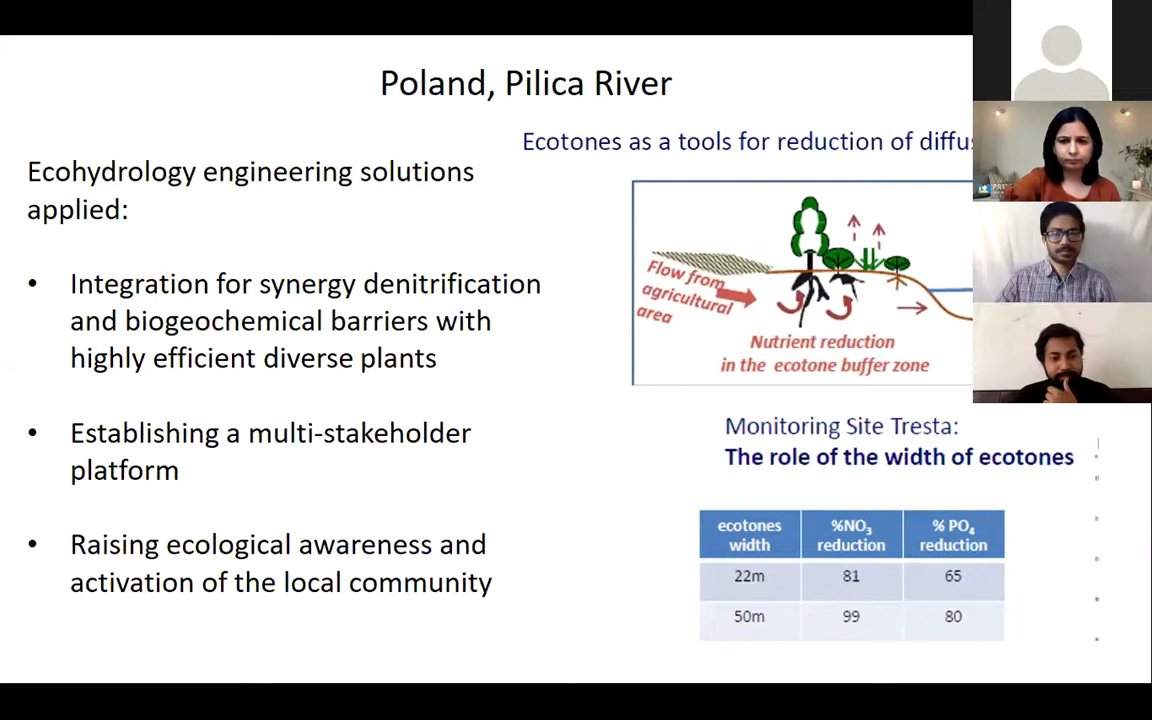 Poland, Pilica River
Ecohydrology engineering solutions
applied:
• Integration for synergy denitrification
and biogeochemical barriers with
highly efficient diverse plants
• Establishing a multi-stakeholder
platform
• Raising ecological awareness and
activation of the local community
Ecotones as a tools for reduction of
Flow from
agricultural
area
Nutrient reduction
in the ecotone buffer zone
Monitoring Site Tresta:
The role of the width of ecotones
ecotones width %NO3 reduction % PO4 reduction
22m 81 65
50m 99 80